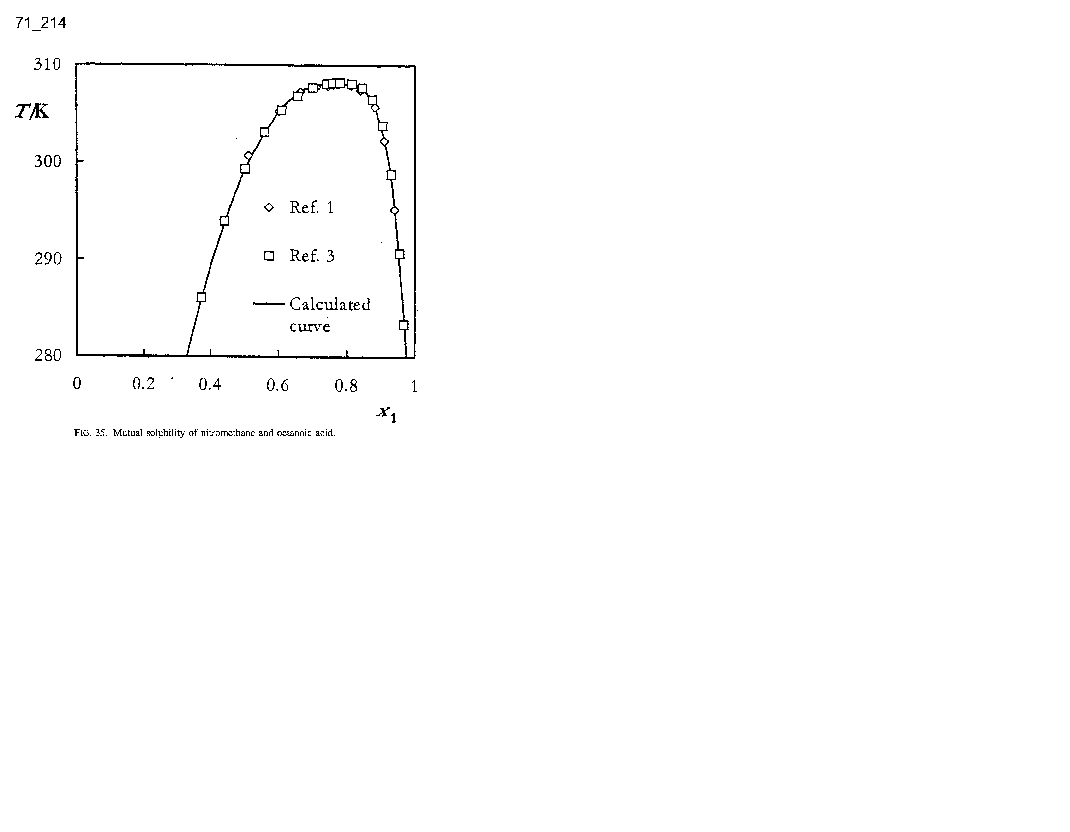 71_214
310
T/K
300
290
280
Ref. 1
Ref. 3
Calculated
curve
0 0.2 0.4 0.6 0.8 1
x1
FIG. 35. Mutual solubility of nitromethane and octanoic acid.